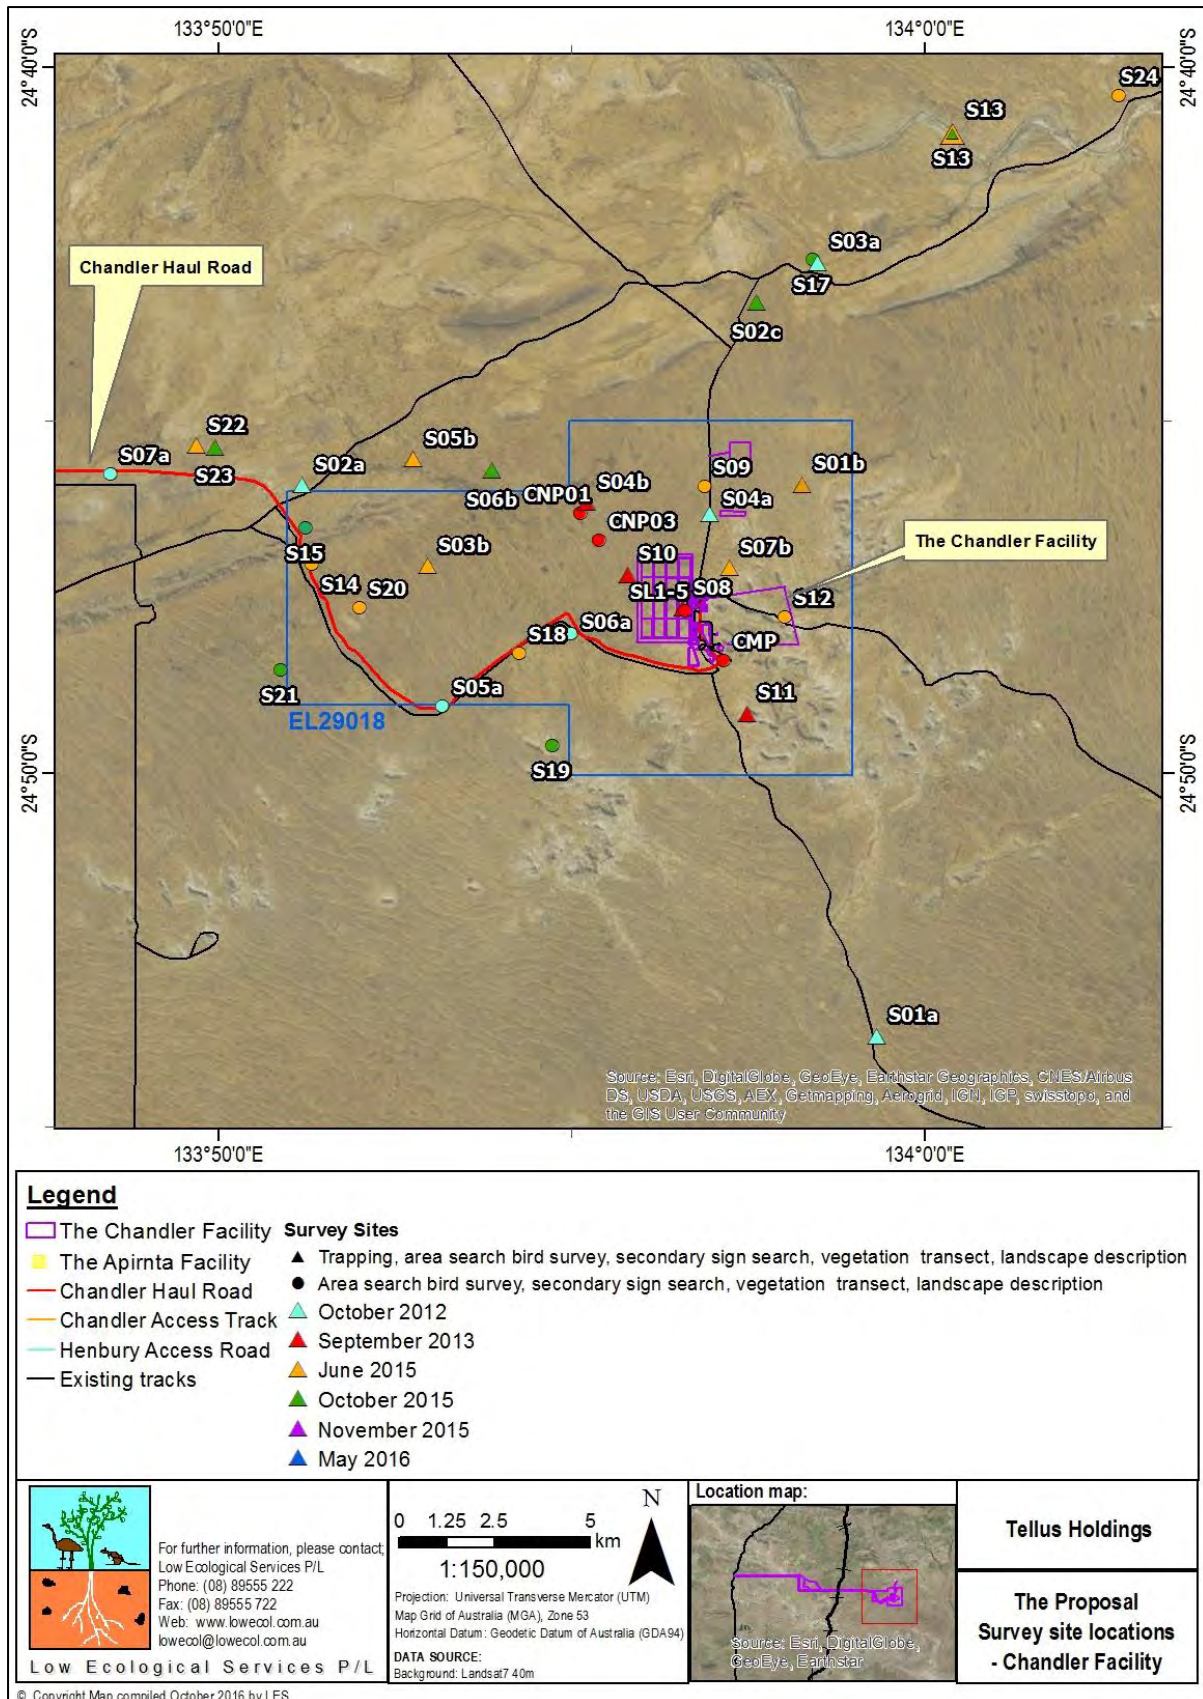 133°50'0"E
134°0'0"E
24°40'0"S
24°40'0"S
S24
S13
S13
Chandler Haul Road
S03a
S17
S02c
S22
S07a
S23
S02a
S05b
S06b
CNP01
S04b
S09
S01b
S04a
CNP03
The Chandler Facility
S15
S03b
S10
S07b
S14
S20
SL1-5
S08
S12
S18
S06a
CMP
S21
S05a
S11
EL29018
S19
24°50'0"S
24°50'0"S
S01a
Source: Esri, DigitalGlobe, GeoEye, Earthstar Geographics, CNES/Airbus
DS, USDA, USGS, AEX, Getmapping, Aerogrid, IGN, IGP, swisstopo, and
the GIS User Community
133°50'0"E
134°0'0"E
Legend
The Chandler Facility
The Apirnta Facility
Chandler Haul Road
Chandler Access Track
Henbury Access Road
Existing tracks
Survey Sites
Trapping, area search bird survey, secondary sign search, vegetation transect, landscape description
Area search bird survey, secondary sign search, vegetation transect, landscape description
October 2012
September 2013
June 2015
October 2015
November 2015
May 2016
For further information, please contact;
Low Ecological Services P/L
Phone: (08) 89555 222
Fax: (08) 89555 722
Web: www.lowecol.com.au
lowecol@lowecol.com.au
Low Ecological Services P/L
N
0 1.25 2.5 5
km
1:150,000
Projection: Universal Transverse Mercator (UTM)
Map Grid of Australia (MGA), Zone 53
Horizontal Datum: Geodetic Datum of Australia (GDA94)
DATA SOURCE:
Background: Landsat7 40m
Location map:
Source: Esri, DigitalGlobe,
GeoEye, Earthstar
Tellus Holdings
The Proposal
Survey site locations
- Chandler Facility
© Copyright Map compiled October 2016 by LES